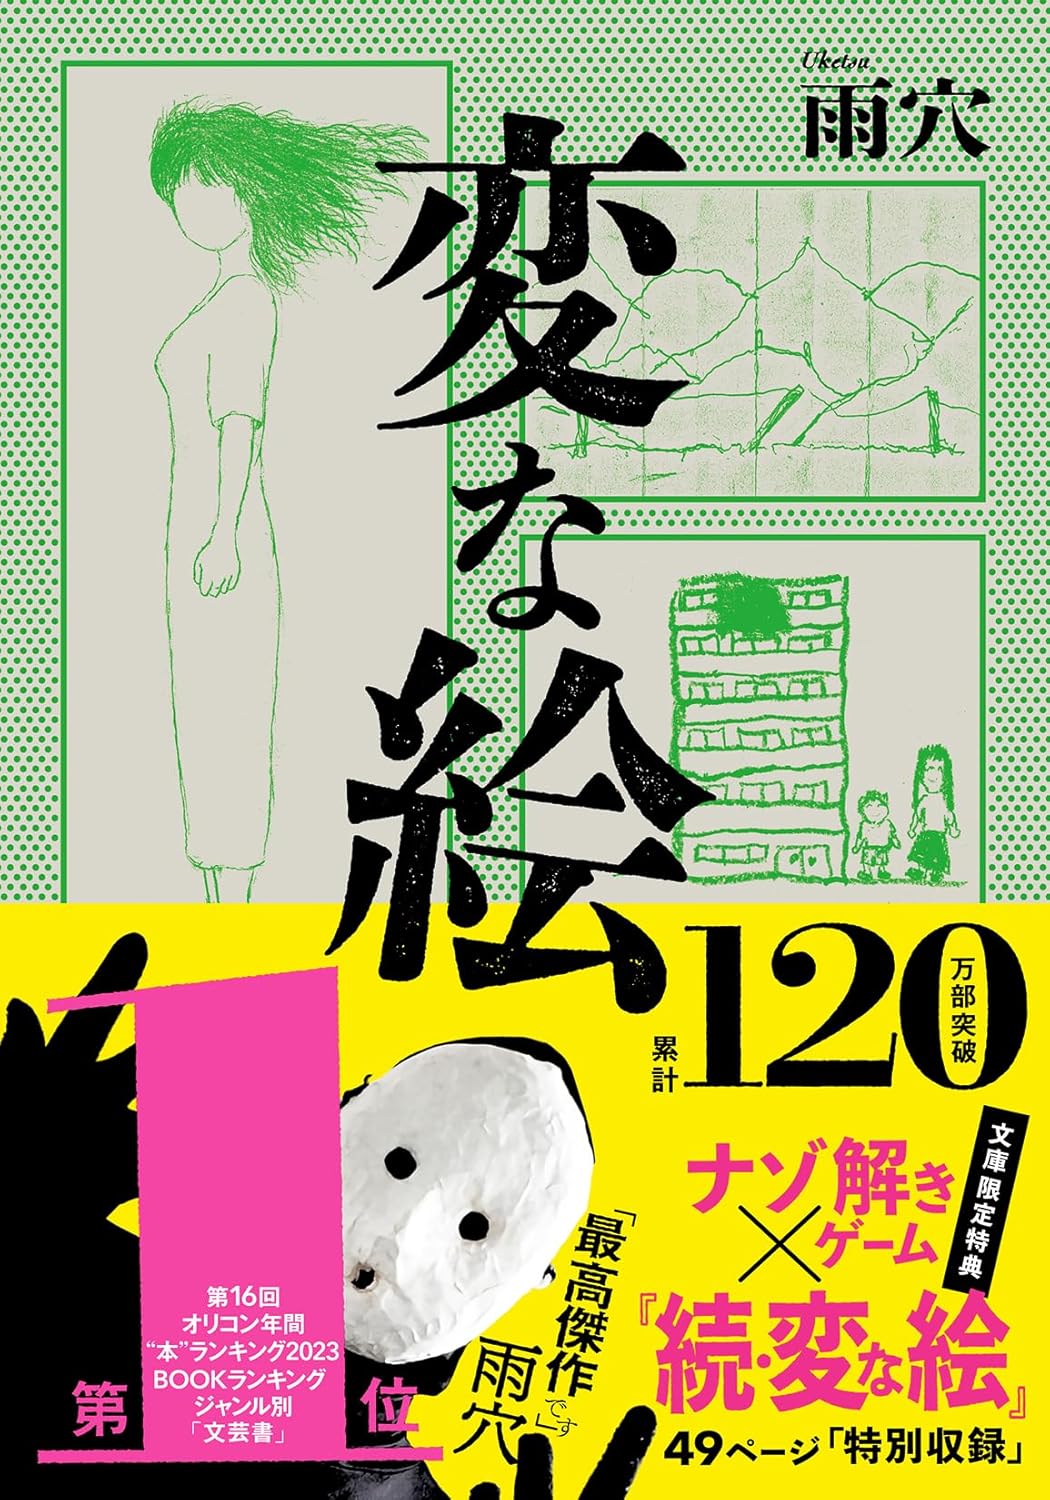 Uketsu
雨穴
変な絵
累計120万部突破
文庫限定特典
ナゾ解き
×ゲーム
『続・変な絵』
49ページ「特別収録」
「最高傑作です」
雨穴
第1位
第16回
オリコン年間
“本”ランキング2023
BOOKランキング
ジャンル別
「文芸書」